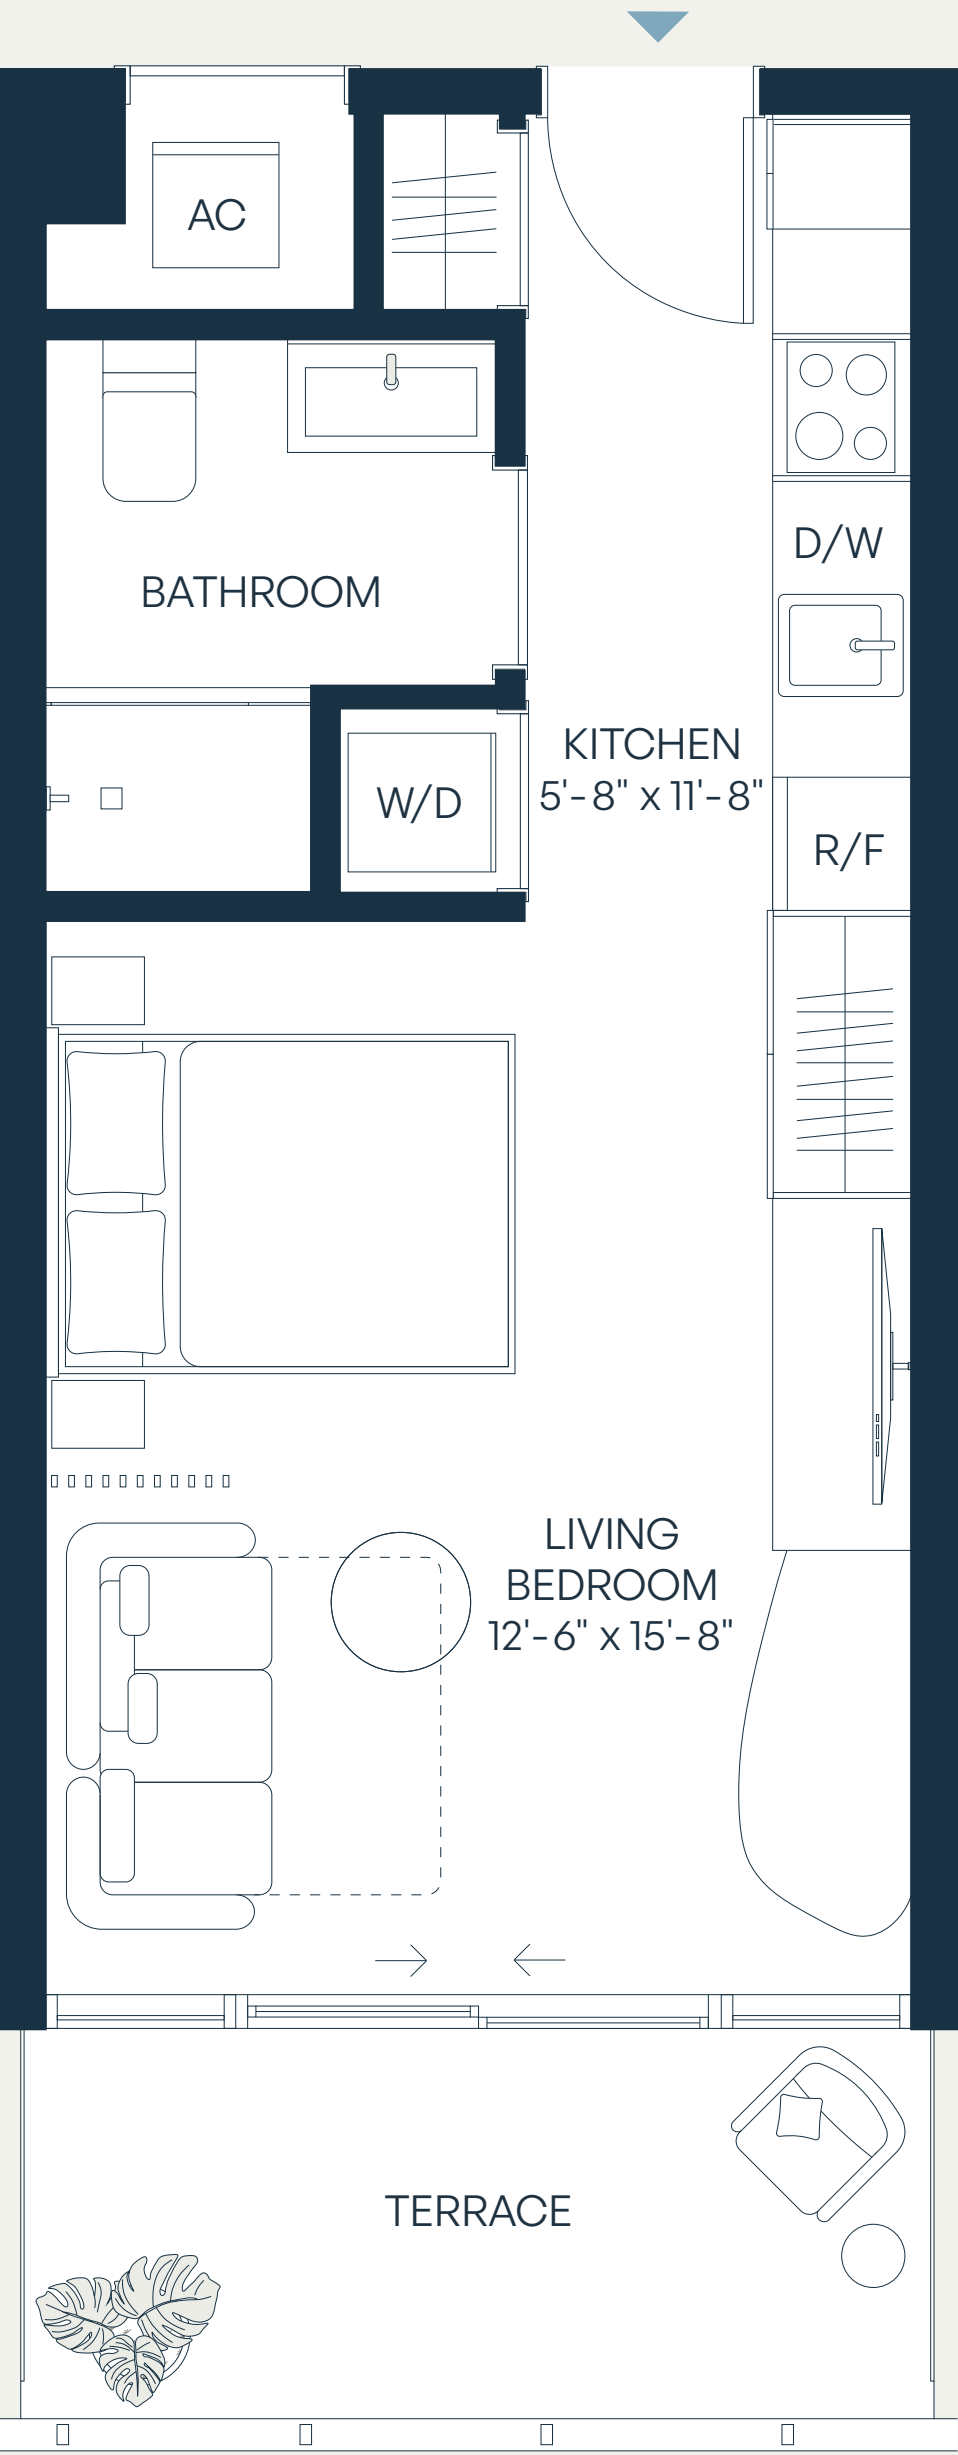 AC
D/W
BATHROOM
KITCHEN
5'-8" x 11'-8"
W/D
R/F
LIVING
BEDROOM
12'-6" x 15'-8"
TERRACE